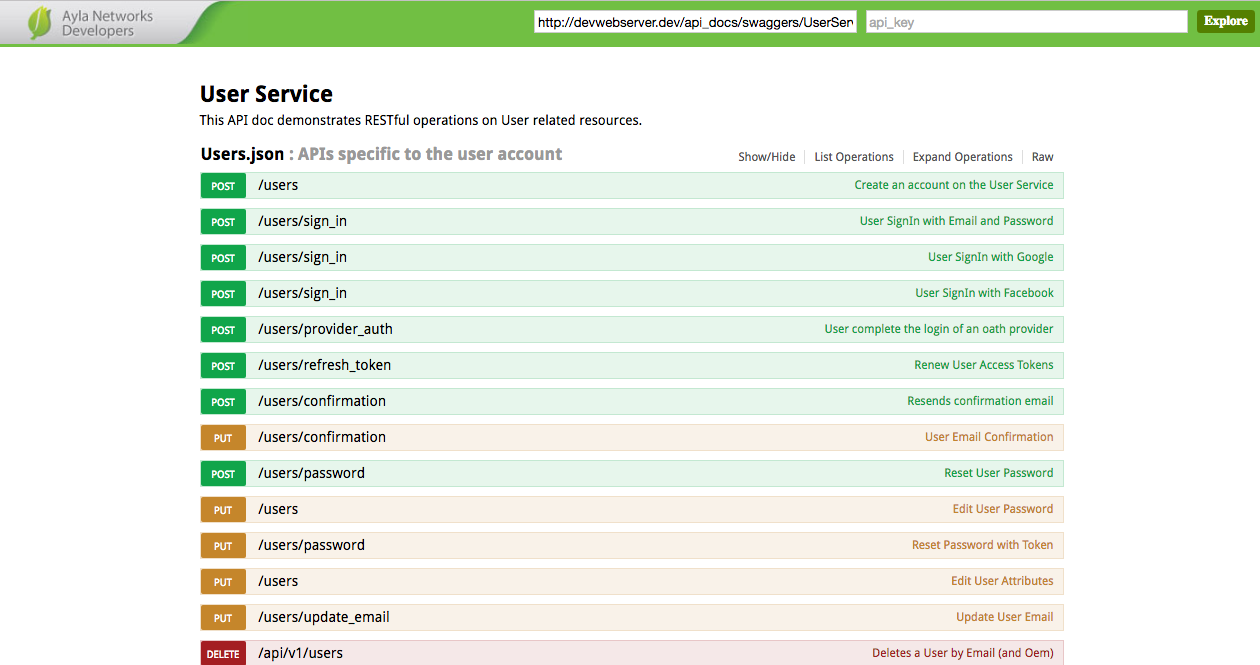 Ayla Networks
Developers
http://devwebserver.dev/api_docs/swaggers/UserServ
api_key
Explore
User Service
This API doc demonstrates RESTful operations on User related resources.
Users.json : APIs specific to the user account
Show/Hide List Operations Expand Operations Raw
POST /users Create an account on the User Service
POST /users/sign_in User SignIn with Email and Password
POST /users/sign_in User SignIn with Google
POST /users/sign_in User SignIn with Facebook
POST /users/provider_auth User complete the login of an oath provider
POST /users/refresh_token Renew User Access Tokens
POST /users/confirmation Resends confirmation email
PUT /users/confirmation User Email Confirmation
POST /users/password Reset User Password
PUT /users Edit User Password
PUT /users/password Reset Password with Token
PUT /users Edit User Attributes
PUT /users/update_email Update User Email
DELETE /api/v1/users Deletes a User by Email (and Oem)